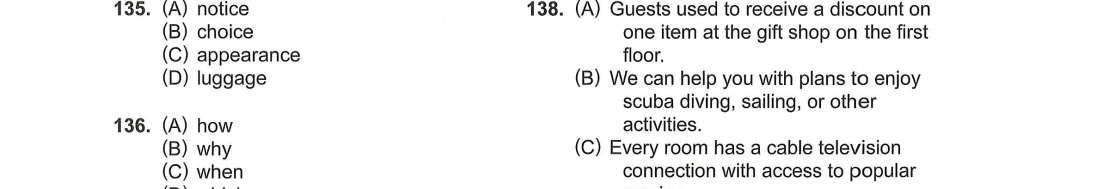 135. (A) notice
(B) choice
(C) appearance
(D) luggage
136. (A) how
(B) why
(C) when
138. (A) Guests used to receive a discount on
one item at the gift shop on the first
floor.
(B) We can help you with plans to enjoy
scuba diving, sailing, or other
activities.
(C) Every room has a cable television
connection with access to popular